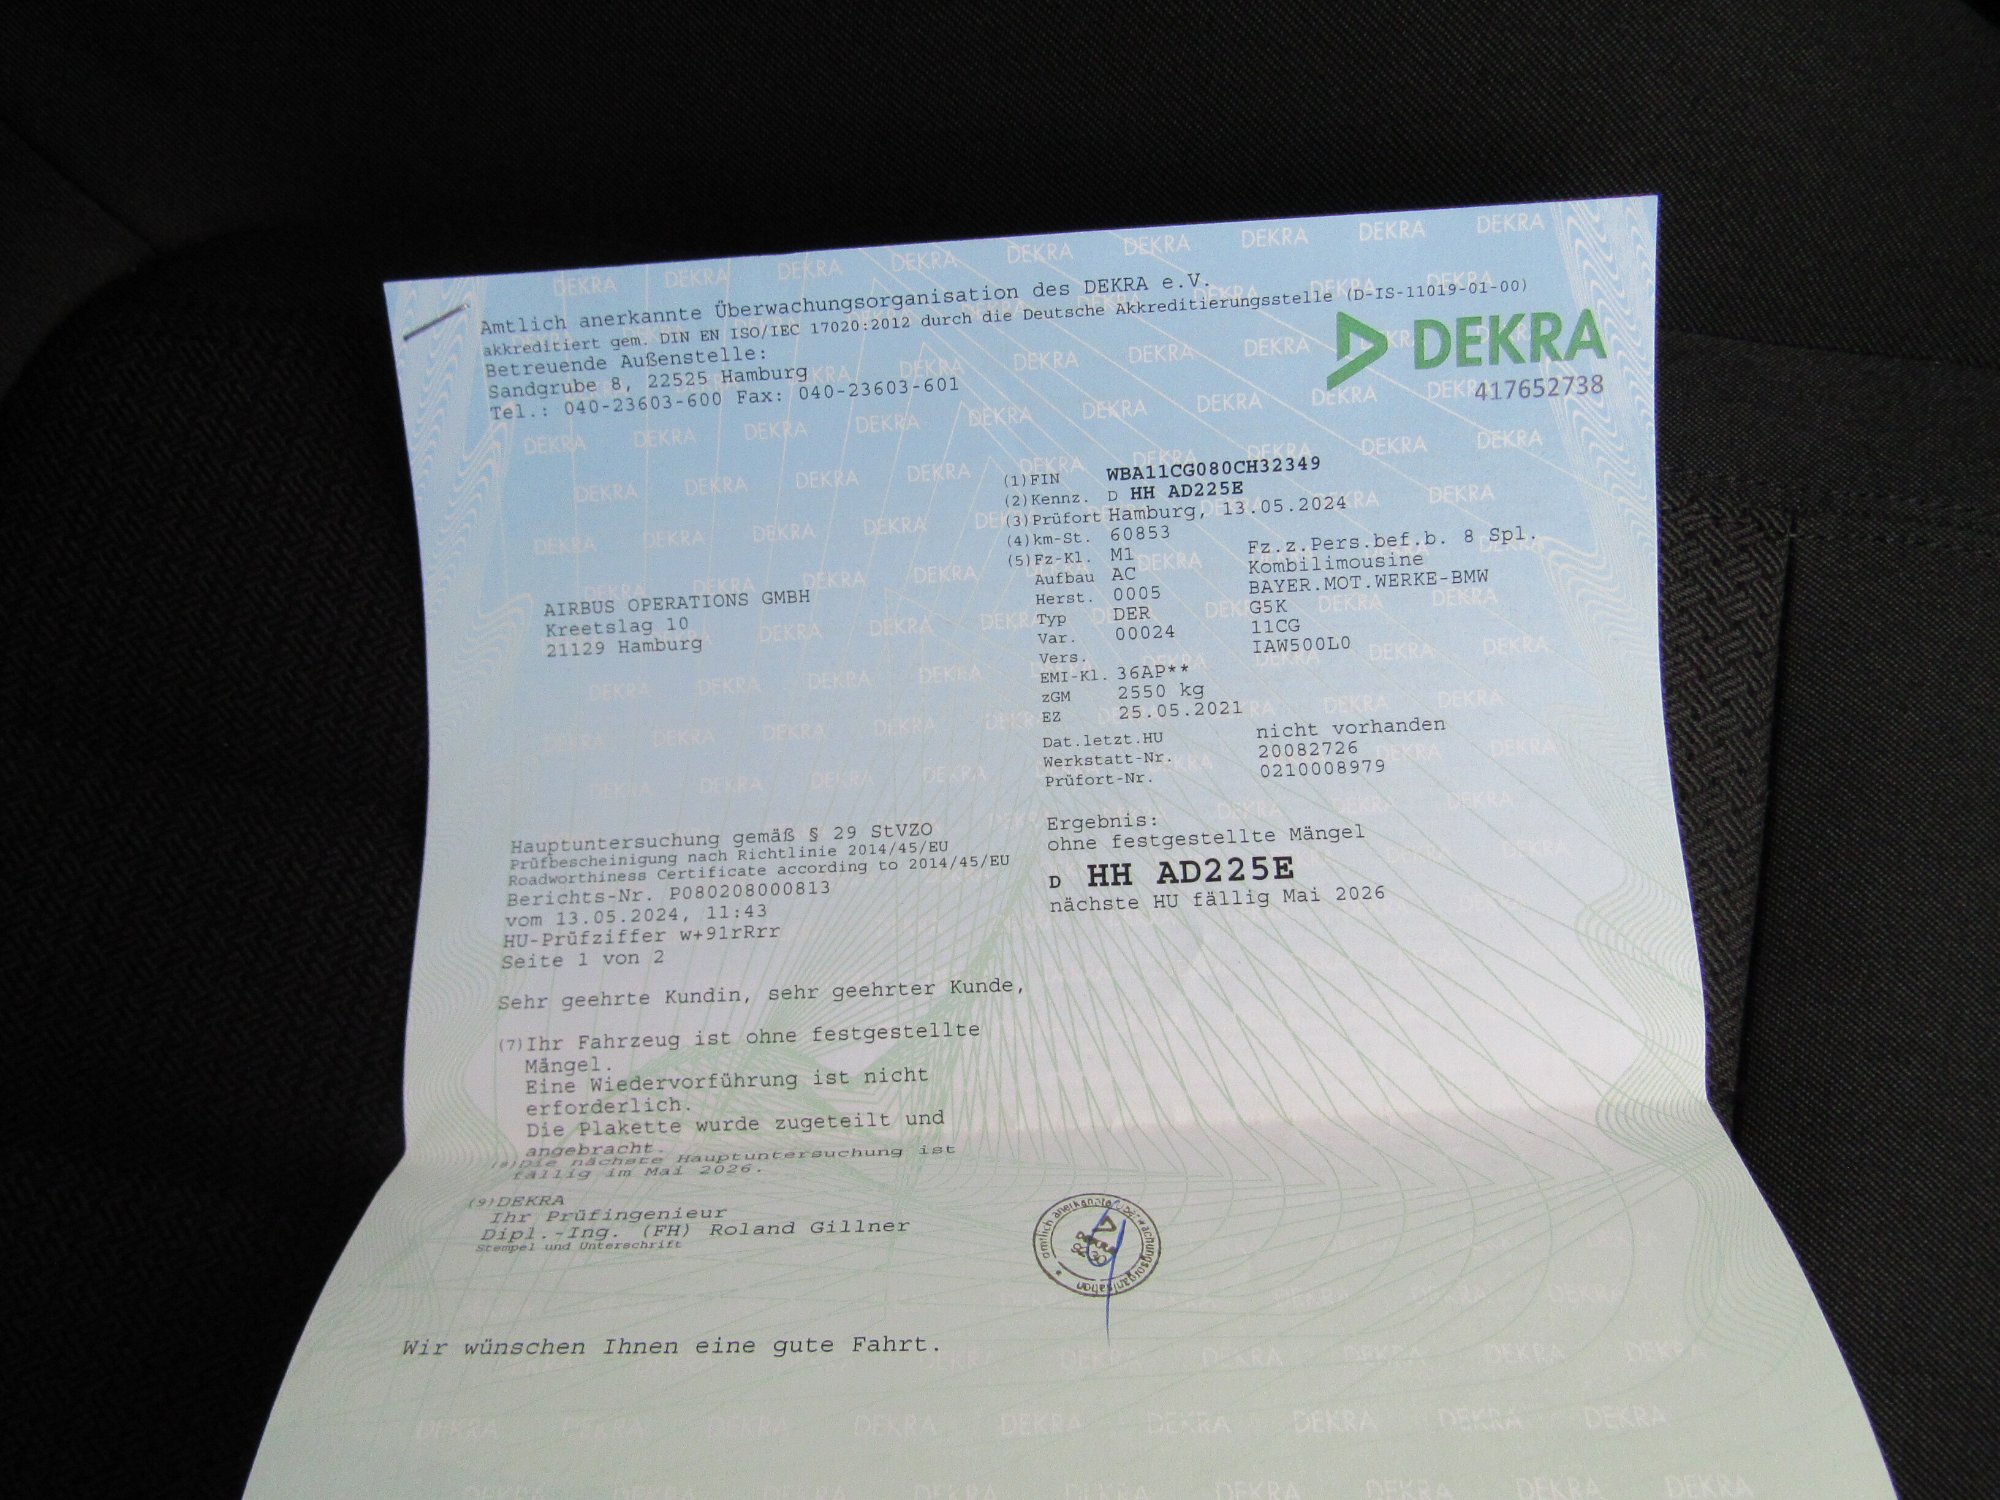 Amtlich anerkannte Überwachungsorganisation des DEKRA e.V.
akkreditiert gem. DIN EN ISO/IEC 17020:2012 durch die Deutsche Akkreditierungsstelle (D-IS-11019-01-00)
Betreuende Außenstelle:
Sandgrube 8, 22525 Hamburg
Tel.: 040-23603-600 Fax: 040-23603-601
DEKRA
417652738
(1)FIN WBA11CG080CH32349
(2)Kennz. D HH AD225E
(3)Prüfort Hamburg, 13.05.2024
(4)km-St. 60853
(5)Fz-Kl. M1 Fz.z.Pers.bef.b. 8 Spl.
Aufbau AC Kombilimousine
Herst. 0005 BAYER.MOT.WERKE-BMW
Typ DER G5K
Var. 00024 11CG
Vers. IAW500L0
EMI-Kl. 36AP**
zGM 2550 kg
EZ 25.05.2021
Dat.letzt.HU nicht vorhanden
Werkstatt-Nr. 20082726
Prüfort-Nr. 0210008979
AIRBUS OPERATIONS GMBH
Kreetslag 10
21129 Hamburg
Hauptuntersuchung gemäß § 29 StVZO
Prüfbescheinigung nach Richtlinie 2014/45/EU
Roadworthiness Certificate according to 2014/45/EU
Berichts-Nr. P080208000813
vom 13.05.2024, 11:43
HU-Prüfziffer w+91rRrr
Seite 1 von 2
Ergebnis:
ohne festgestellte Mängel
D HH AD225E
nächste HU fällig Mai 2026
Sehr geehrte Kundin, sehr geehrter Kunde,
(7)Ihr Fahrzeug ist ohne festgestellte
Mängel.
Eine Wiedervorführung ist nicht
erforderlich.
Die Plakette wurde zugeteilt und
angebracht.
(8)Die nächste Hauptuntersuchung ist
fällig im Mai 2026.
(9)DEKRA
Ihr Prüfingenieur
Dipl.-Ing. (FH) Roland Gillner
Stempel und Unterschrift
amtlich anerkannte Überwachungsorganisation
DEKRA
Wir wünschen Ihnen eine gute Fahrt.